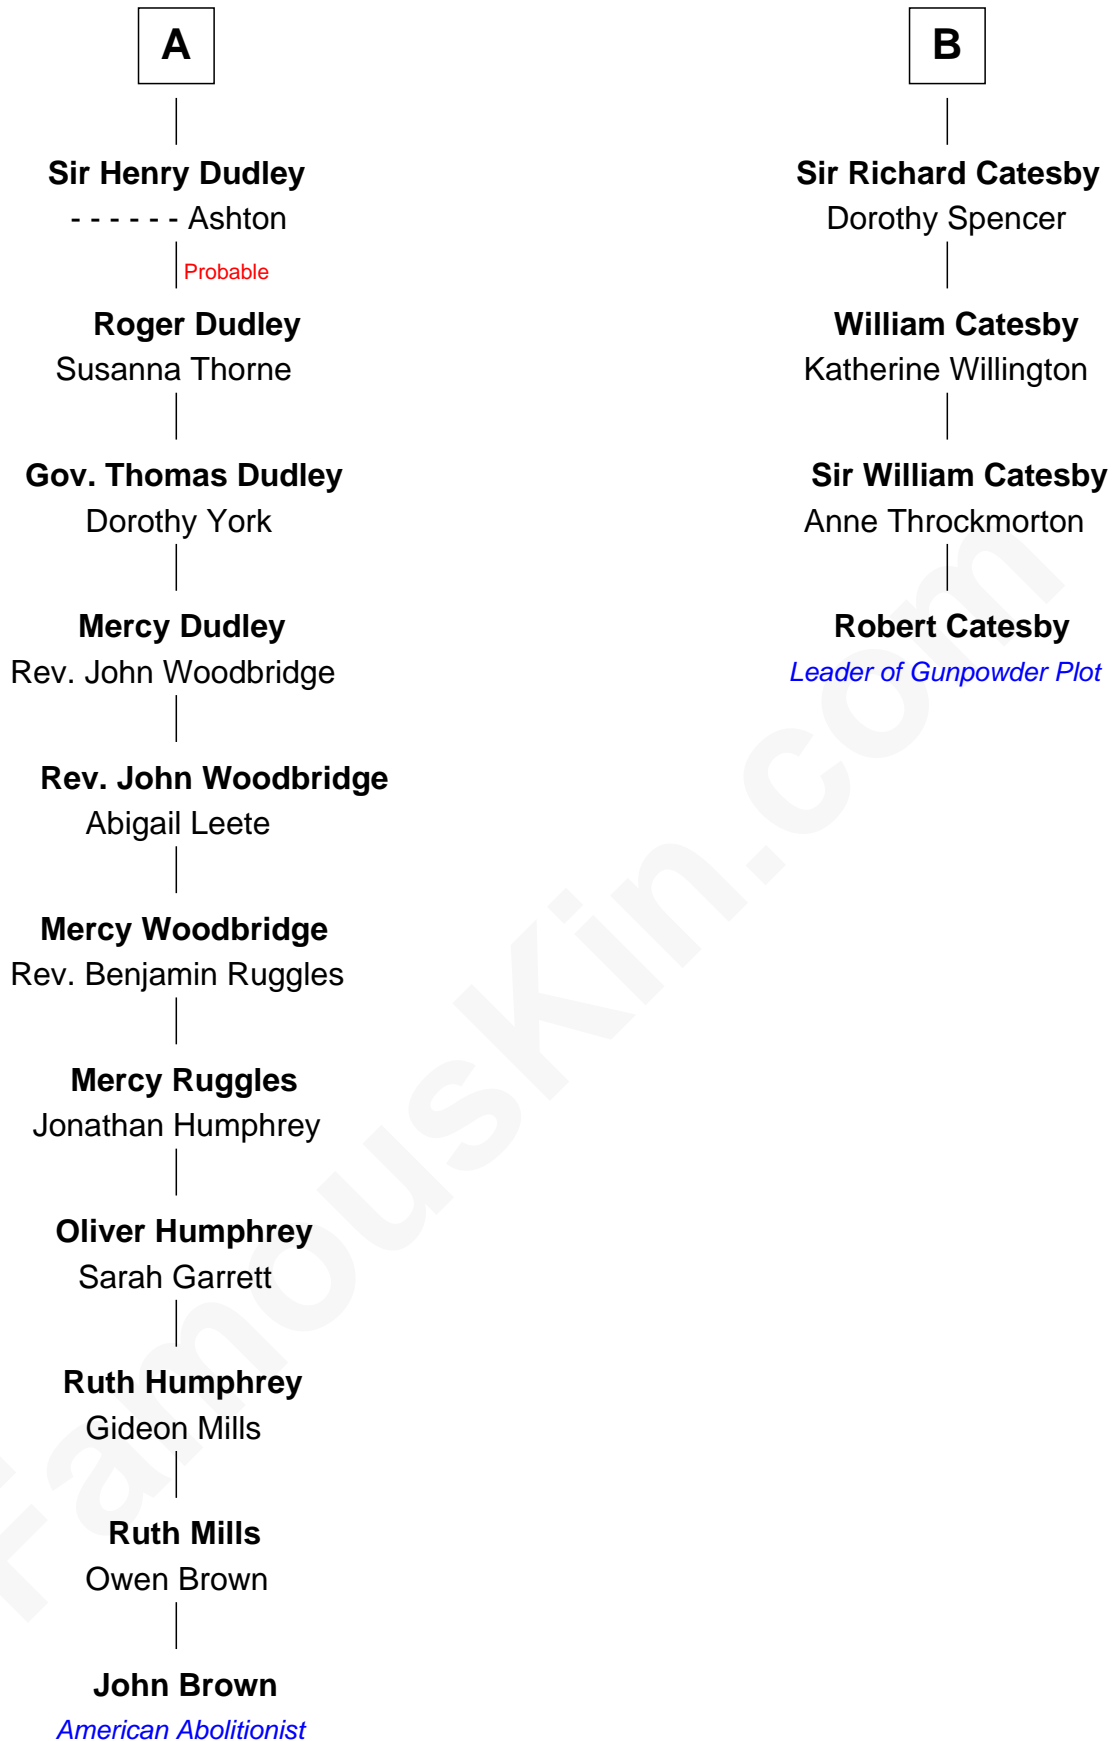 A
Sir Henry Dudley
- - - - - - Ashton
Probable
Roger Dudley
Susanna Thorne
Gov. Thomas Dudley
Dorothy York
Mercy Dudley
Rev. John Woodbridge
Rev. John Woodbridge
Abigail Leete
Mercy Woodbridge
Rev. Benjamin Ruggles
Mercy Ruggles
Jonathan Humphrey
Oliver Humphrey
Sarah Garrett
Ruth Humphrey
Gideon Mills
Ruth Mills
Owen Brown
John Brown
American Abolitionist
B
Sir Richard Catesby
Dorothy Spencer
William Catesby
Katherine Willington
Sir William Catesby
Anne Throckmorton
Robert Catesby
Leader of Gunpowder Plot
FamousKin.com